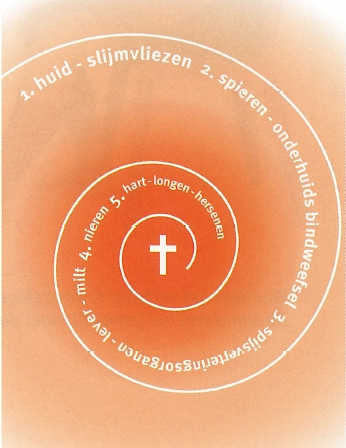 1. huid - slijmvliezen 2. spieren - onderhuids bindweefsel 3. spijsverteringsorganen - lever - milt 4. nieren 5. hart - longen - hersenen